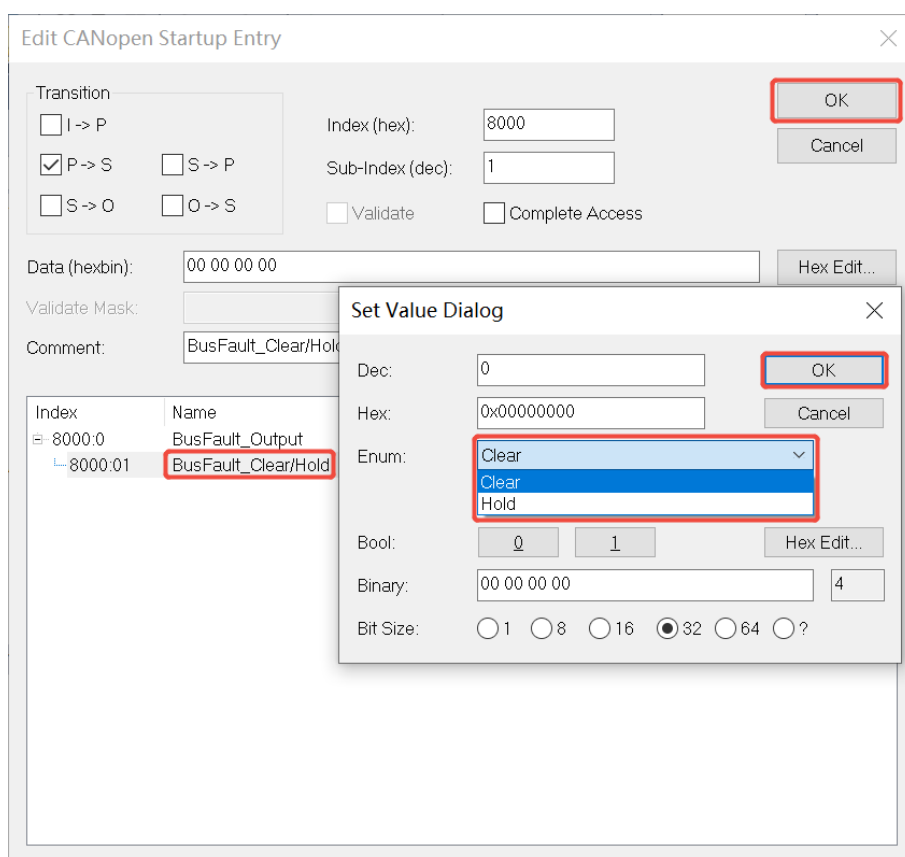 Edit CANopen Startup Entry
Transition
I -> P
P -> S
S -> P
S -> O
O -> S
Index (hex):
8000
Sub-Index (dec):
1
Validate
Complete Access
OK
Cancel
Data (hexbin):
00 00 00 00
Hex Edit...
Validate Mask:
Comment:
BusFault_Clear/Hold
Index
Name
8000:0
BusFault_Output
8000:01
BusFault_Clear/Hold
Set Value Dialog
Dec:
0
OK
Hex:
0x00000000
Cancel
Enum:
Clear
Clear
Hold
Bool:
0
1
Hex Edit...
Binary:
00 00 00 00
4
Bit Size:
1
8
16
32
64
?